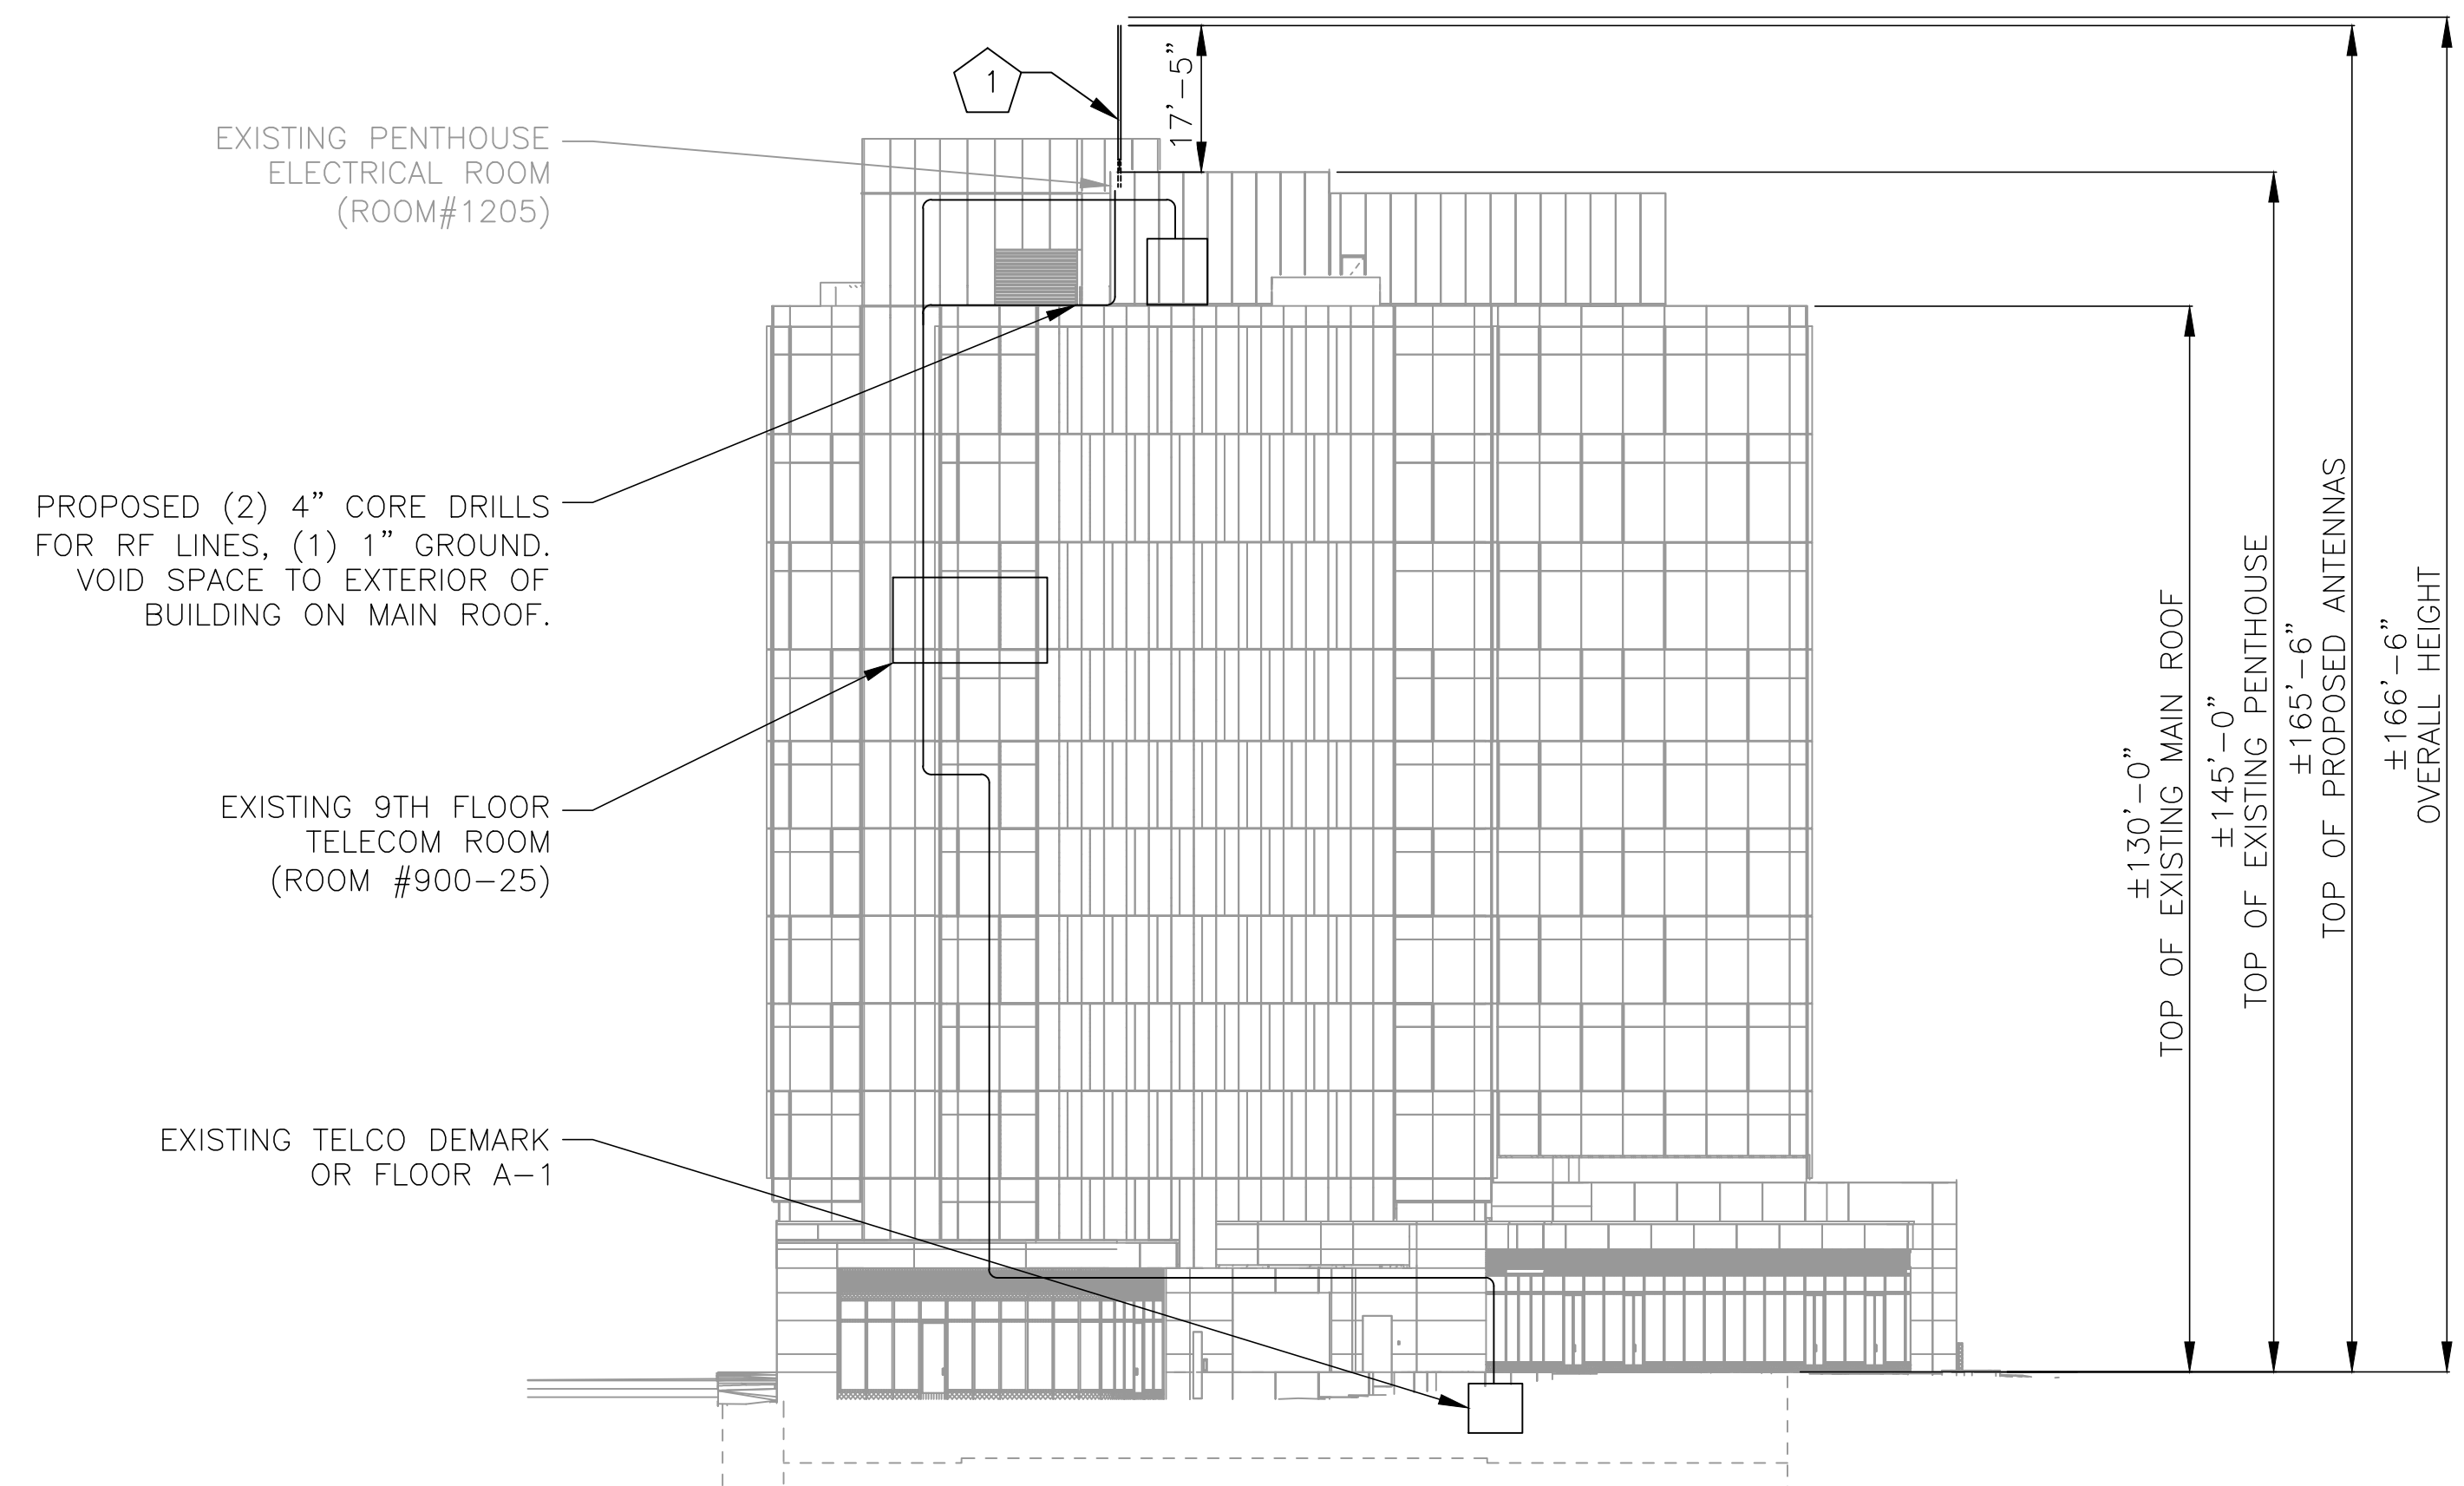 1
17'-5"
EXISTING PENTHOUSE
ELECTRICAL ROOM
(ROOM#1205)
PROPOSED (2) 4" CORE DRILLS
FOR RF LINES, (1) 1" GROUND.
VOID SPACE TO EXTERIOR OF
BUILDING ON MAIN ROOF.
EXISTING 9TH FLOOR
TELECOM ROOM
(ROOM #900-25)
EXISTING TELCO DEMARK
OR FLOOR A-1
±130'-0"
TOP OF EXISTING MAIN ROOF
±145'-0"
TOP OF EXISTING PENTHOUSE
±165'-6"
TOP OF PROPOSED ANTENNAS
±166'-6"
OVERALL HEIGHT